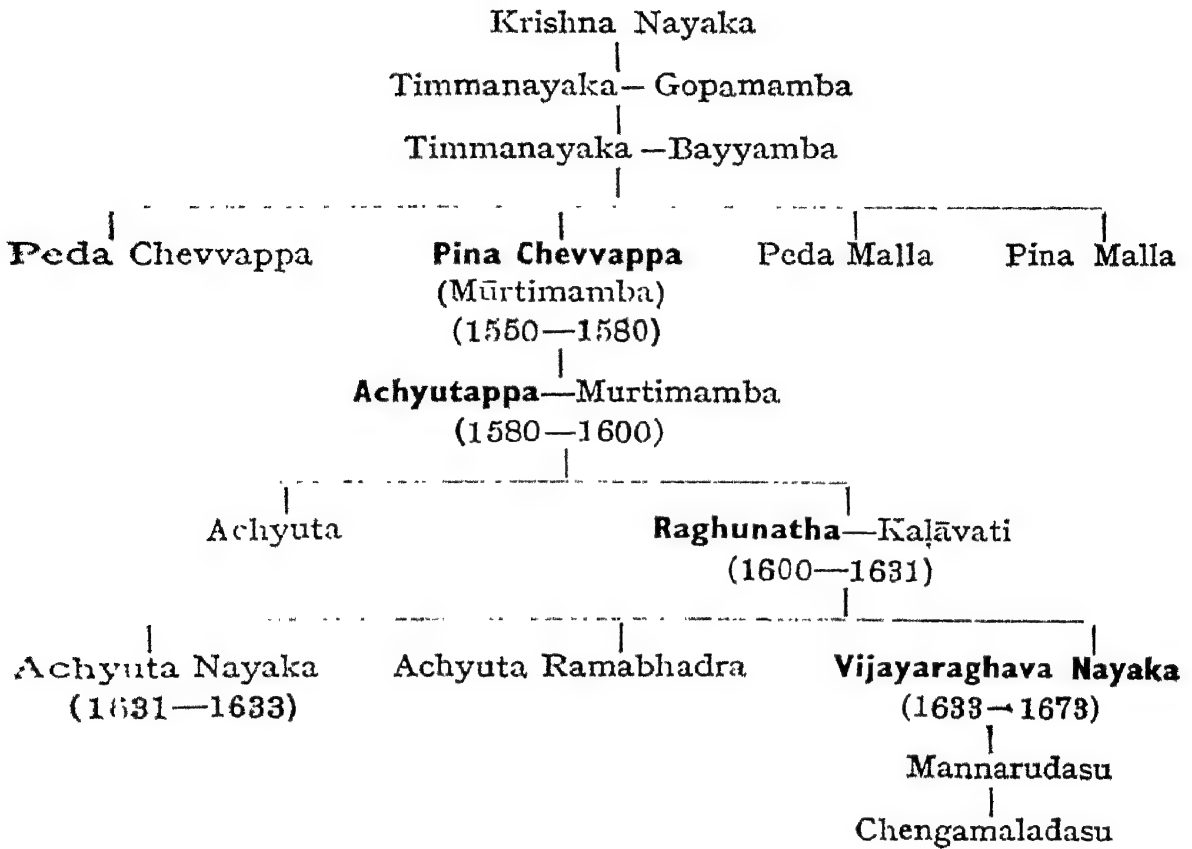 Krishna Nayaka
Timmanayaka— Gopamamba
Timmanayaka —Bayyamba
Peda Chevvappa Pina Chevvappa Peda Malla Pina Malla
(Mūrtimamba)
(1550—1580)
Achyutappa—Murtimamba
(1580—1600)
Achyuta Raghunatha—Kaḷāvati
(1600—1631)
Achyuta Nayaka Achyuta Ramabhadra Vijayaraghava Nayaka
(1631—1633) (1633—1673)
Mannarudasu
Chengamaladasu